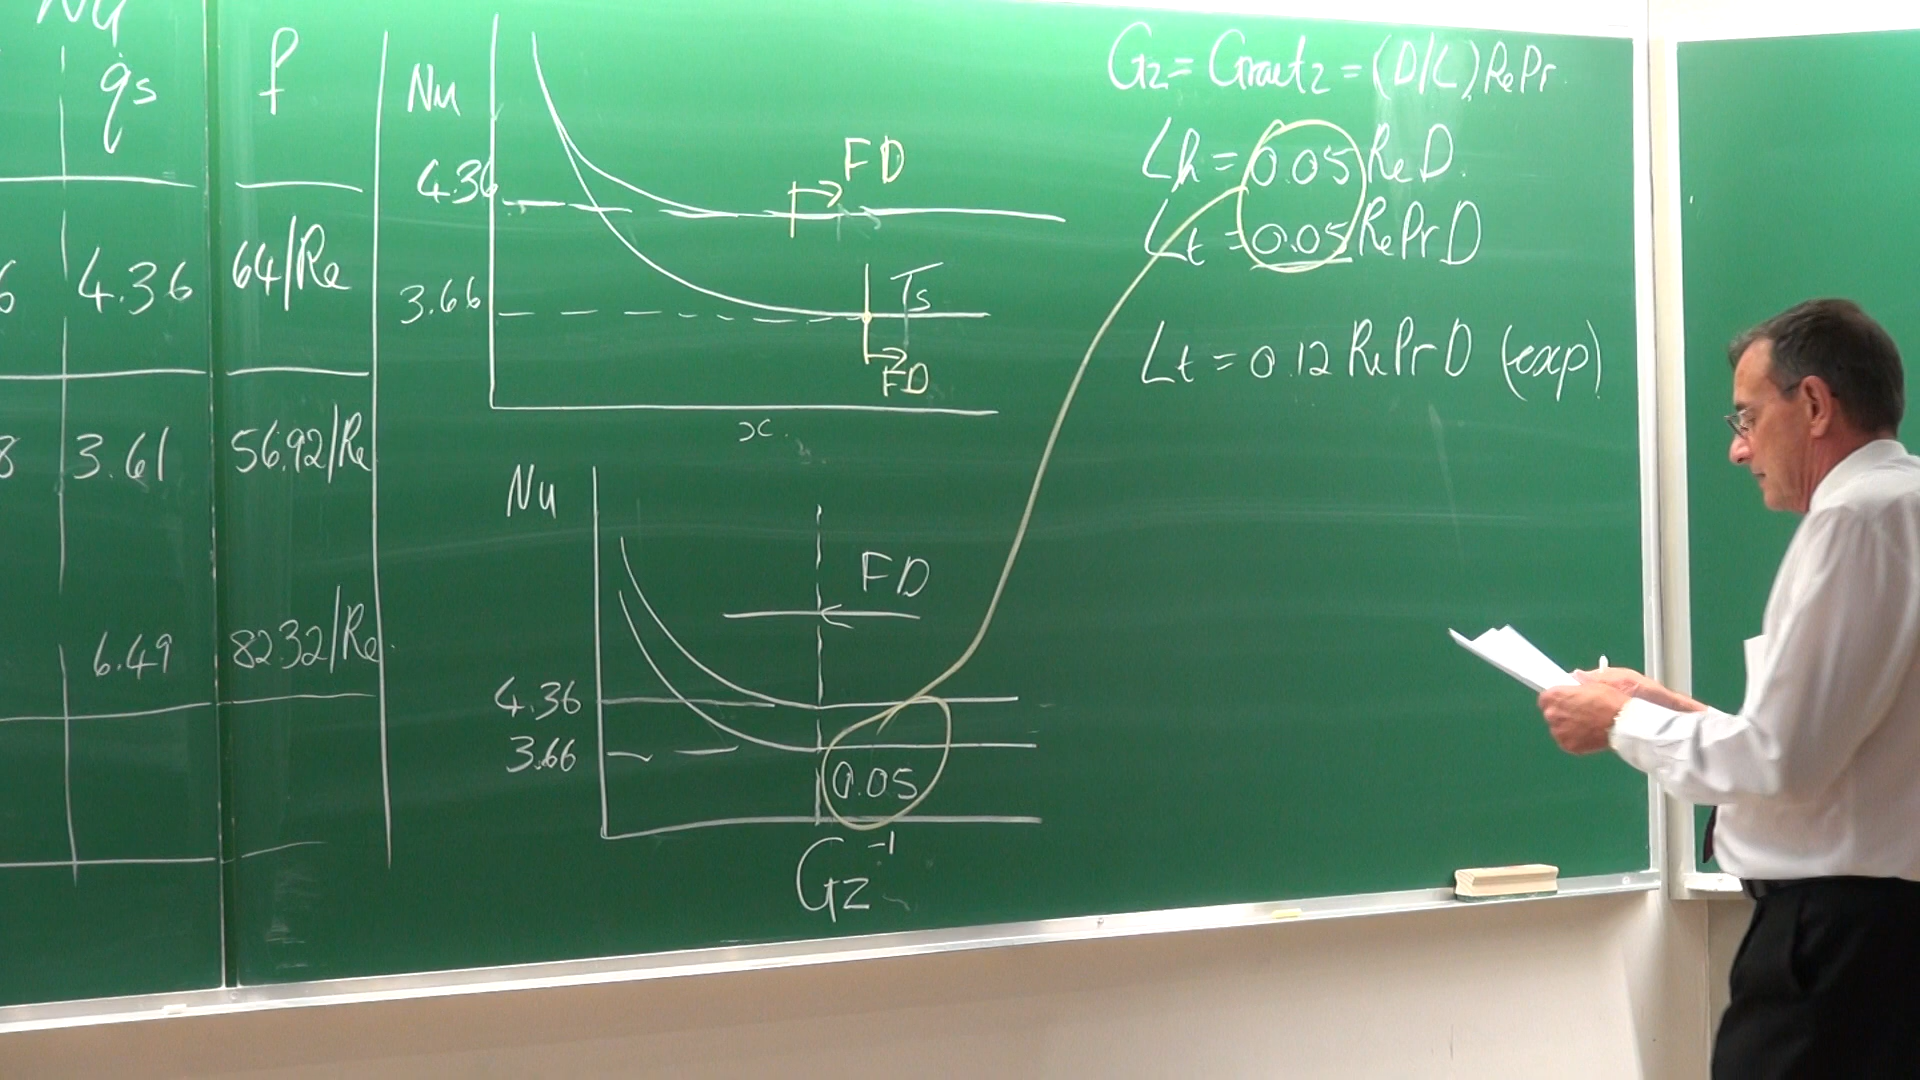 Nu
q̇s f
6 4.36 64/Re
8 3.61 56.92/Re
6.49 82.32/Re
Nu
4.36
FD
3.66
Ts
FD
x
Nu
FD
4.36
3.66
0.05
Gz⁻¹
Gz = Graetz = (D/L) Re Pr
Lh = 0.05 Re D
Lt = 0.05 Re Pr D
Lt = 0.12 Re Pr D (exp)